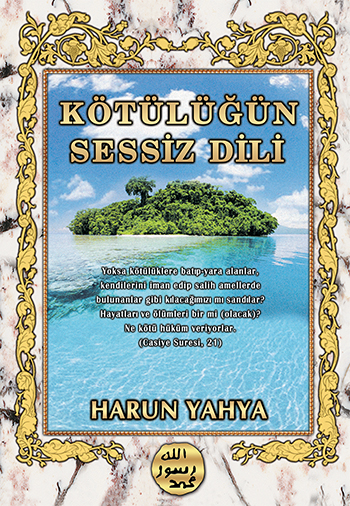 KÖTÜLÜĞÜN
SESSİZ DİLİ
Yoksa kötülüklere batıp-yara alanlar,
kendilerini iman edip salih amellerde
bulunanlar gibi kılacağımızı mı sandılar?
Hayatları ve ölümleri bir mi (olacak)?
Ne kötü hüküm veriyorlar.
(Casiye Suresi, 21)
HARUN YAHYA
الله
رسور
محمد